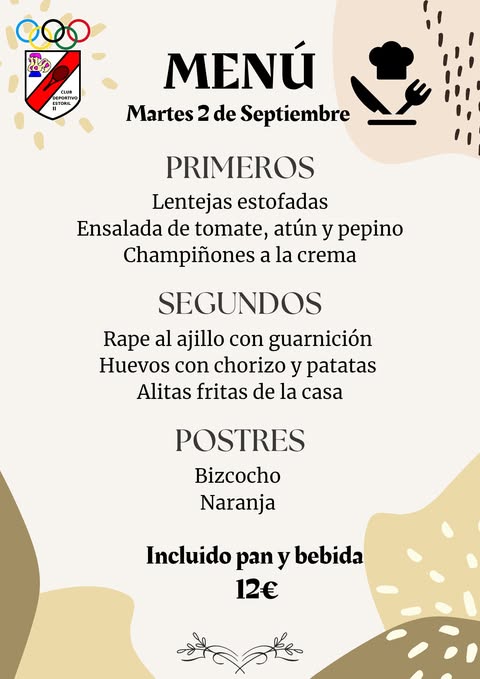 CLUB
DEPORTIVO
ESTORIL
II
MENÚ
Martes 2 de Septiembre
PRIMEROS
Lentejas estofadas
Ensalada de tomate, atún y pepino
Champiñones a la crema
SEGUNDOS
Rape al ajillo con guarnición
Huevos con chorizo y patatas
Alitas fritas de la casa
POSTRES
Bizcocho
Naranja
Incluido pan y bebida
12€